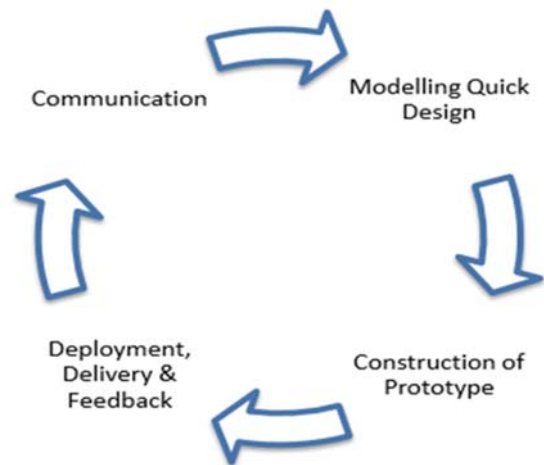 Communication
Modelling Quick
Design
Construction of
Prototype
Deployment,
Delivery &
Feedback